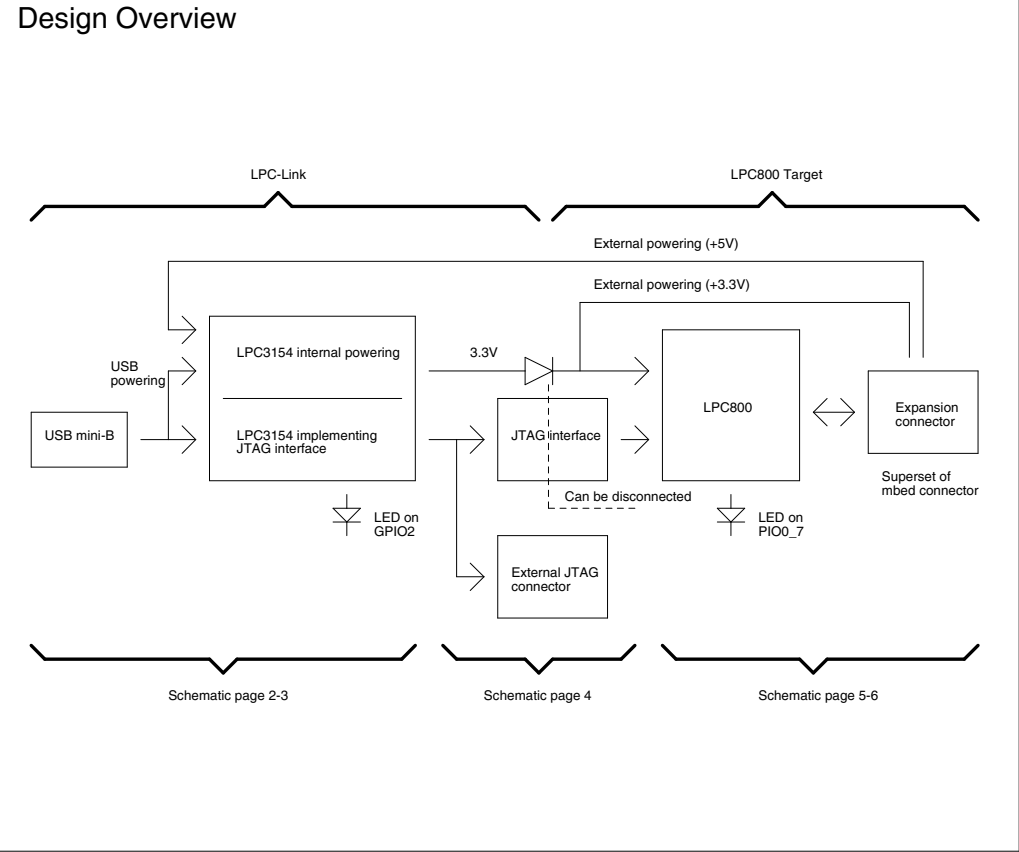 Design Overview
LPC-Link
LPC800 Target
External powering (+5V)
External powering (+3.3V)
LPC3154 internal powering
3.3V
USB
powering
USB mini-B
LPC3154 implementing
JTAG interface
JTAG interface
LPC800
Expansion
connector
Superset of
mbed connector
Can be disconnected
LED on
GPIO2
LED on
PIO0_7
External JTAG
connector
Schematic page 2-3
Schematic page 4
Schematic page 5-6